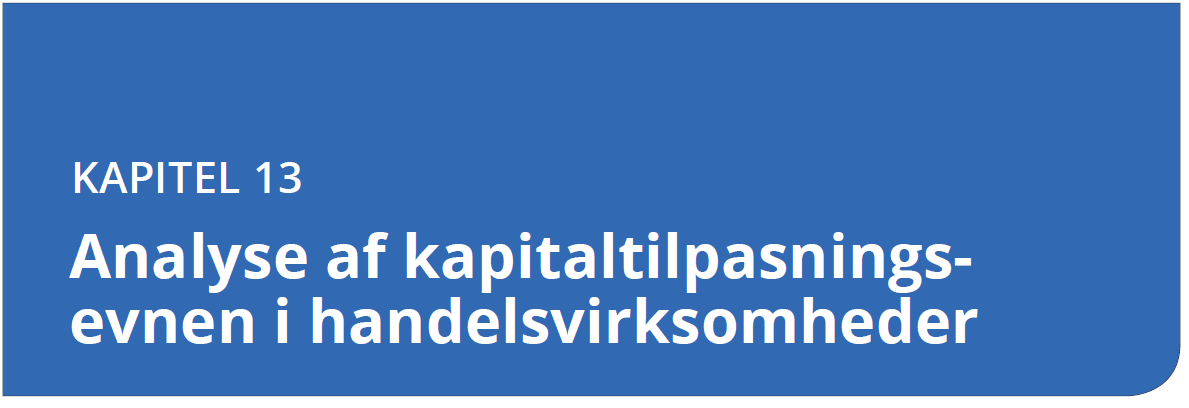 KAPITEL 13
Analyse af kapitaltilpasnings-
evnen i handelsvirksomheder